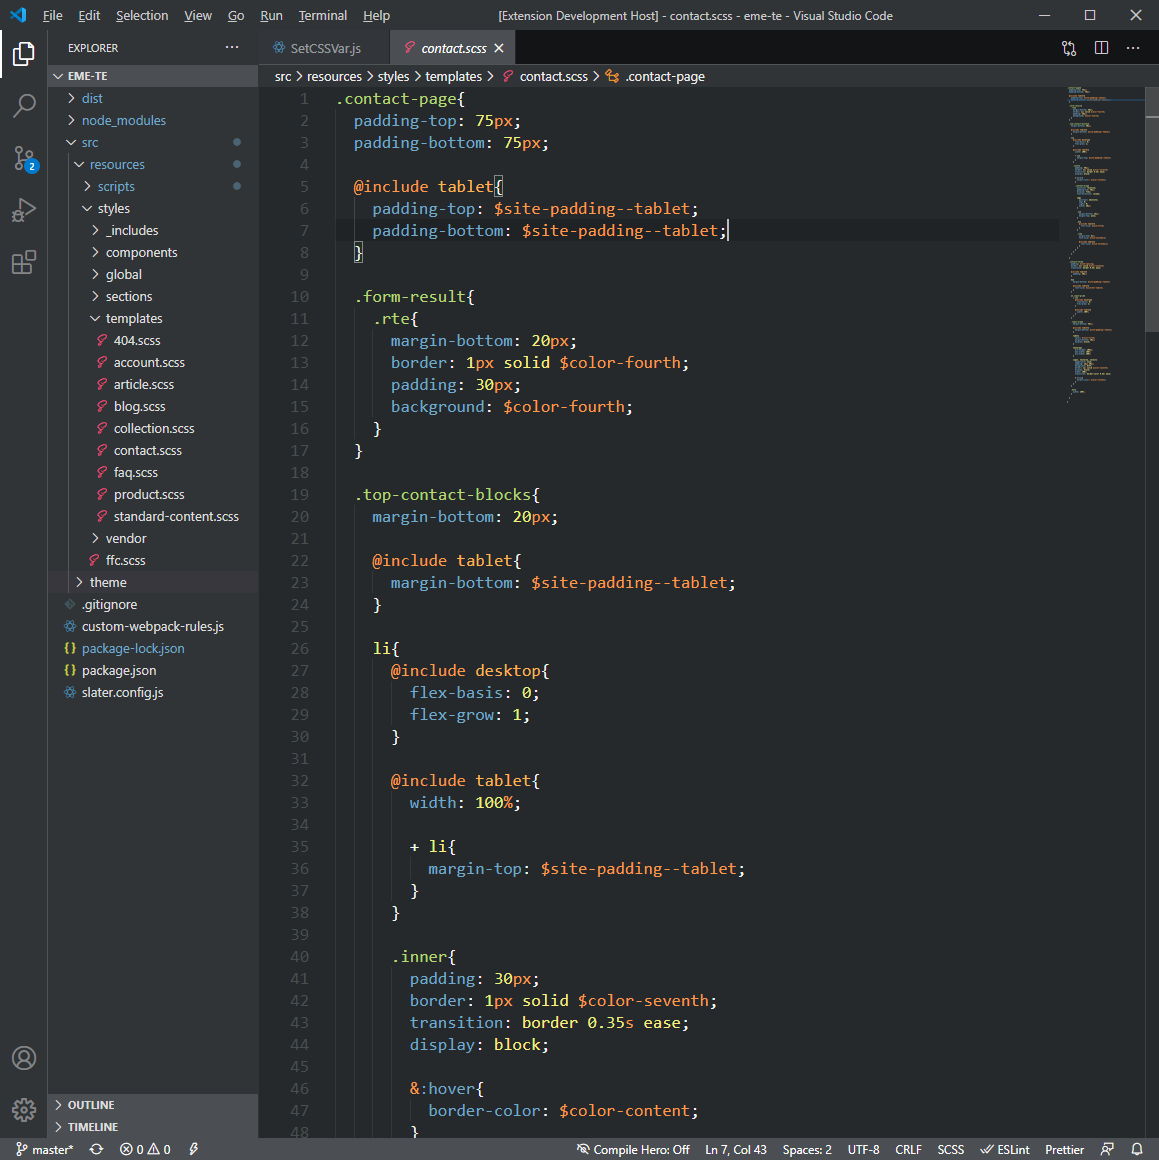 File Edit Selection View Go Run Terminal Help [Extension Development Host] - contact.scss - eme-te - Visual Studio Code
EXPLORER
EME-TE
dist
node_modules
src
resources
scripts
styles
_includes
components
global
sections
templates
404.scss
account.scss
article.scss
blog.scss
collection.scss
contact.scss
faq.scss
product.scss
standard-content.scss
vendor
ffc.scss
theme
.gitignore
custom-webpack-rules.js
package-lock.json
package.json
slater.config.js
OUTLINE
TIMELINE
2
SetCSSVar.js contact.scss
src > resources > styles > templates > contact.scss > .contact-page
1 .contact-page{
2 padding-top: 75px;
3 padding-bottom: 75px;
4
5 @include tablet{
6 padding-top: $site-padding--tablet;
7 padding-bottom: $site-padding--tablet;
8 }
9
10 .form-result{
11 .rte{
12 margin-bottom: 20px;
13 border: 1px solid $color-fourth;
14 padding: 30px;
15 background: $color-fourth;
16 }
17 }
18
19 .top-contact-blocks{
20 margin-bottom: 20px;
21
22 @include tablet{
23 margin-bottom: $site-padding--tablet;
24 }
25
26 li{
27 @include desktop{
28 flex-basis: 0;
29 flex-grow: 1;
30 }
31
32 @include tablet{
33 width: 100%;
34
35 + li{
36 margin-top: $site-padding--tablet;
37 }
38 }
39
40 .inner{
41 padding: 30px;
42 border: 1px solid $color-seventh;
43 transition: border 0.35s ease;
44 display: block;
45
46 &:hover{
47 border-color: $color-content;
48 }
master* 0 0 Compile Hero: Off Ln 7, Col 43 Spaces: 2 UTF-8 CRLF SCSS ESLint Prettier